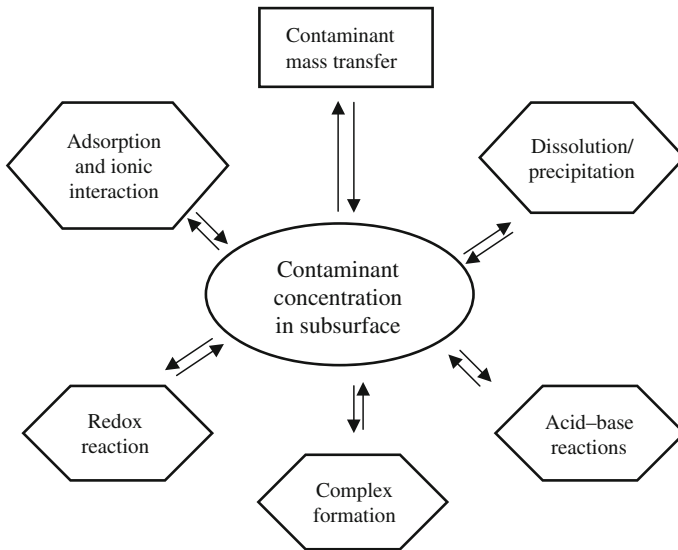 Contaminant
mass transfer
Adsorption
and ionic
interaction
Dissolution/
precipitation
Contaminant
concentration
in subsurface
Redox
reaction
Acid–base
reactions
Complex
formation